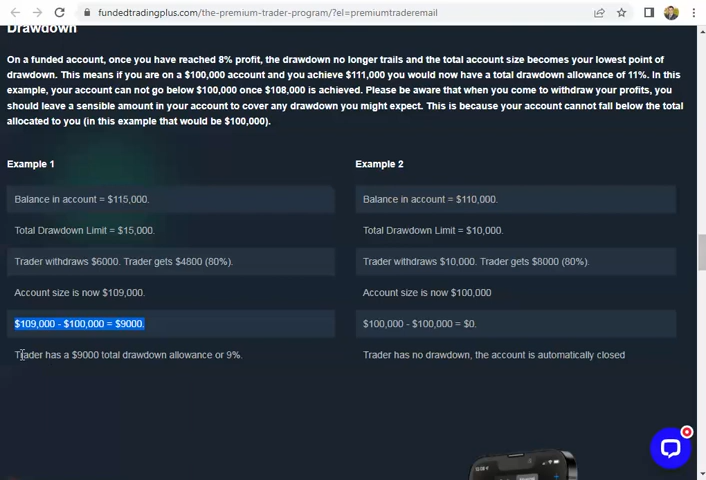 fundedtradingplus.com/the-premium-trader-program/?el=premiumtraderemail
Drawdown
On a funded account, once you have reached 8% profit, the drawdown no longer trails and the total account size becomes your lowest point of
drawdown. This means if you are on a $100,000 account and you achieve $111,000 you would now have a total drawdown allowance of 11%. In this
example, your account can not go below $100,000 once $108,000 is achieved. Please be aware that when you come to withdraw your profits, you
should leave a sensible amount in your account to cover any drawdown you might expect. This is because your account cannot fall below the total
allocated to you (in this example that would be $100,000).
Example 1
Balance in account = $115,000.
Total Drawdown Limit = $15,000.
Trader withdraws $6000. Trader gets $4800 (80%).
Account size is now $109,000.
$109,000 - $100,000 = $9000.
Trader has a $9000 total drawdown allowance or 9%.
Example 2
Balance in account = $110,000.
Total Drawdown Limit = $10,000.
Trader withdraws $10,000. Trader gets $8000 (80%).
Account size is now $100,000
$100,000 - $100,000 = $0.
Trader has no drawdown, the account is automatically closed